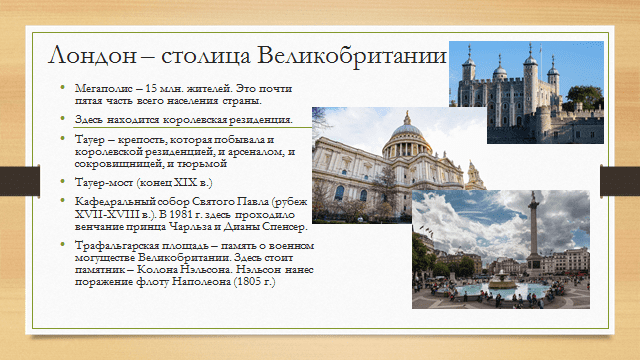 Лондон – столица Великобритании
• Мегаполис – 15 млн. жителей. Это почти
пятая часть всего населения страны.
• Здесь находится королевская резиденция.
• Тауер – крепость, которая побывала и
королевской резиденцией, и арсеналом, и
сокровищницей, и тюрьмой
• Тауер-мост (конец XIX в.)
• Кафедральный собор Святого Павла (рубеж
XVII-XVIII в.). В 1981 г. здесь проходило
венчание принца Чарльза и Дианы Спенсер.
• Трафальгарская площадь – память о военном
могуществе Великобритании. Здесь стоит
памятник – Колона Нэльсона. Нэльсон нанес
поражение флоту Наполеона (1805 г.)